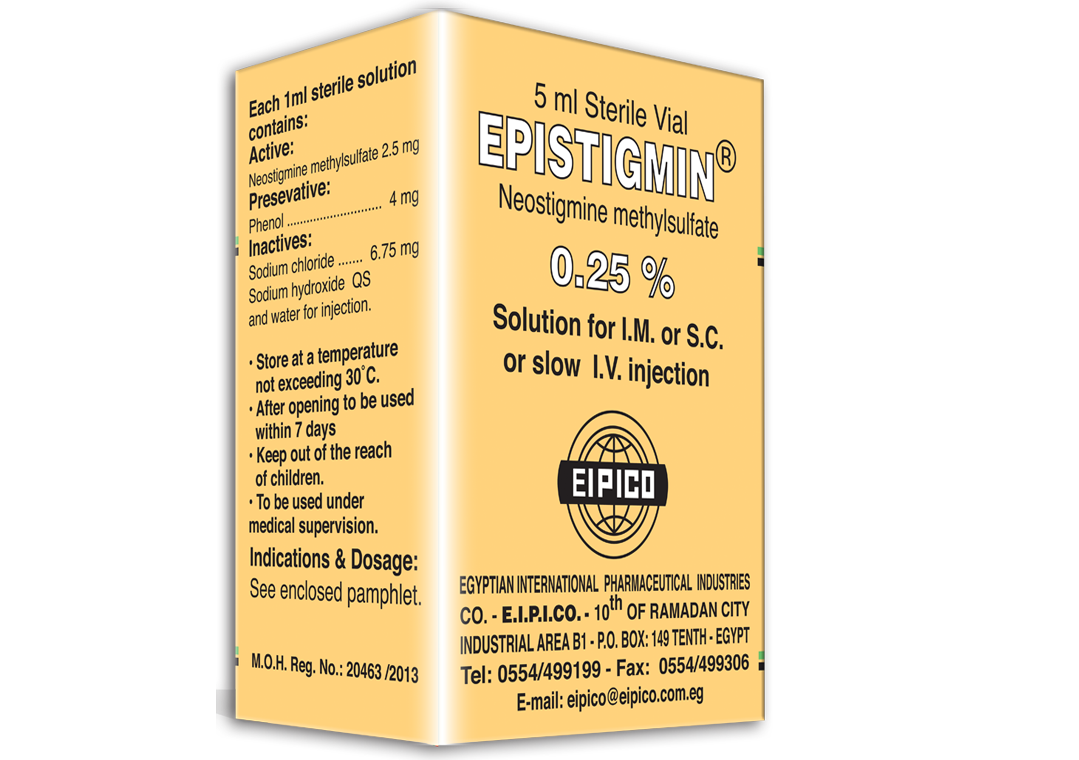 Each 1ml sterile solution
contains:
Active:
Neostigmine methylsulfate 2.5 mg
Presevative:
Phenol ............................ 4 mg
Inactives:
Sodium chloride ....... 6.75 mg
Sodium hydroxide QS
and water for injection.
· Store at a temperature
not exceeding 30°C.
· After opening to be used
within 7 days
· Keep out of the reach
of children.
· To be used under
medical supervision.
Indications & Dosage:
See enclosed pamphlet.
M.O.H. Reg. No.: 20463 /2013
5 ml Sterile Vial
EPISTIGMIN®
Neostigmine methylsulfate
0.25 %
Solution for I.M. or S.C.
or slow I.V. injection
EIPICO
EGYPTIAN INTERNATIONAL PHARMACEUTICAL INDUSTRIES
CO. - E.I.P.I.CO. - 10th OF RAMADAN CITY
INDUSTRIAL AREA B1 - P.O. BOX: 149 TENTH - EGYPT
Tel: 0554/499199 - Fax: 0554/499306
E-mail: eipico@eipico.com.eg